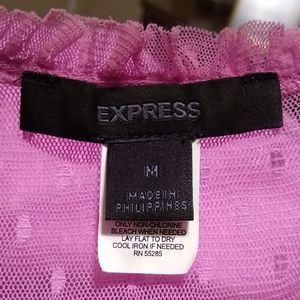 EXPRESS
M
MADE IN
PHILIPPINES
ONLY NON-CHLORINE
BLEACH WHEN NEEDED
LAY FLAT TO DRY
COOL IRON IF NEEDED
RN 55285